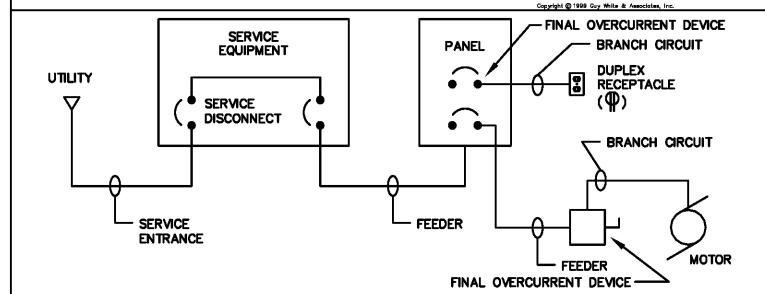 Copyright @ 1999 Guy White & Associates, Inc.
SERVICE
EQUIPMENT
PANEL
FINAL OVERCURRENT DEVICE
BRANCH CIRCUIT
UTILITY
SERVICE
DISCONNECT
DUPLEX
RECEPTACLE
BRANCH CIRCUIT
SERVICE
ENTRANCE
FEEDER
FEEDER
MOTOR
FINAL OVERCURRENT DEVICE